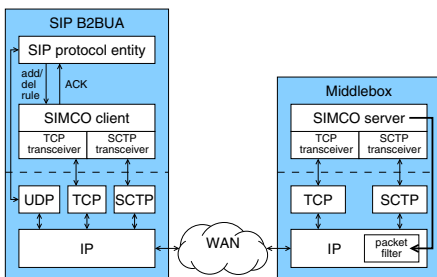 SIP B2BUA
SIP protocol entity
add/
del
rule
ACK
SIMCO client
TCP
transceiver
SCTP
transceiver
UDP
TCP
SCTP
IP
WAN
Middlebox
SIMCO server
TCP
transceiver
SCTP
transceiver
TCP
SCTP
IP
packet
filter